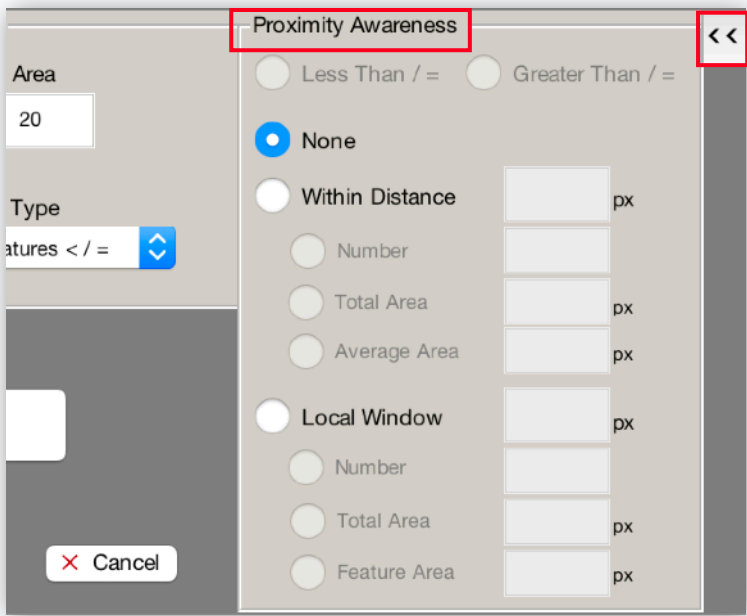 Proximity Awareness
<<
Less Than / = Greater Than / =
Area
20
None
Within Distance px
Type
Number
atures < / =
Total Area px
Average Area px
Local Window px
Number
Total Area px
× Cancel
Feature Area px